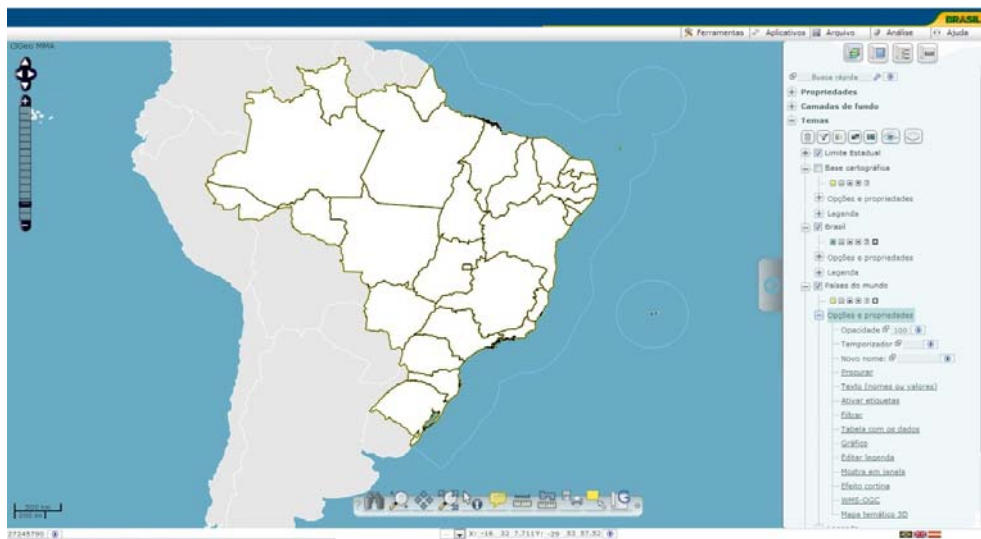 BRASIL
Ferramentas Aplicativos Arquivo Análise Ajuda
i3Geo MMA
Busca rápida
Propriedades
Camadas de fundo
Temas
Limite Estadual
Base cartográfica
Opções e propriedades
Legenda
Brasil
Opções e propriedades
Legenda
Países do mundo
Opções e propriedades
Opacidade 100
Temporizador
Novo nome:
Procurar
Texto (nomes ou valores)
Ativar etiquetas
Filtrar
Tabela com os dados
Gráfico
Editar legenda
Mostra em janela
Efeito cortina
WMS-OGC
Mapa temático 3D
27245790